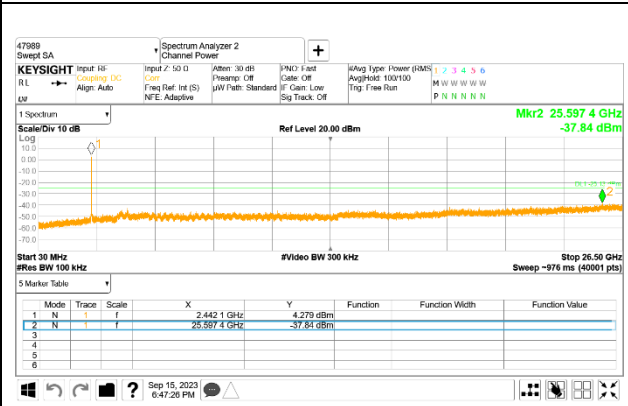 47989
Swept SA
Spectrum Analyzer 2
Channel Power
KEYSIGHT
RL
Input: RF
Coupling: DC
Align: Auto
Input Z: 50 Ω
Corr
Freq Ref: Int (S)
NFE: Adaptive
Atten: 30 dB
Preamp: Off
µW Path: Standard
PNO: Fast
Gate: Off
IF Gain: Low
Sig Track: Off
#Avg Type: Power (RMS
Avg|Hold: 100/100
Trig: Free Run
1 2 3 4 5 6
M W W W W W
P N N N N N
1 Spectrum
Mkr2 25.597 4 GHz
Scale/Div 10 dB
Ref Level 20.00 dBm
-37.84 dBm
Log
10.0
0.00
-10.0
-20.0
-30.0
-40.0
-50.0
-60.0
-70.0
1
2
Start 30 MHz
#Video BW 300 kHz
Stop 26.50 GHz
#Res BW 100 kHz
Sweep ~976 ms (40001 pts)
5 Marker Table
Mode Trace Scale X Y Function Function Width Function Value
1 N 1 f 2.442 1 GHz 4.279 dBm
2 N 1 f 25.597 4 GHz -37.84 dBm
3
4
5
6
?
Sep 15, 2023
6:47:26 PM